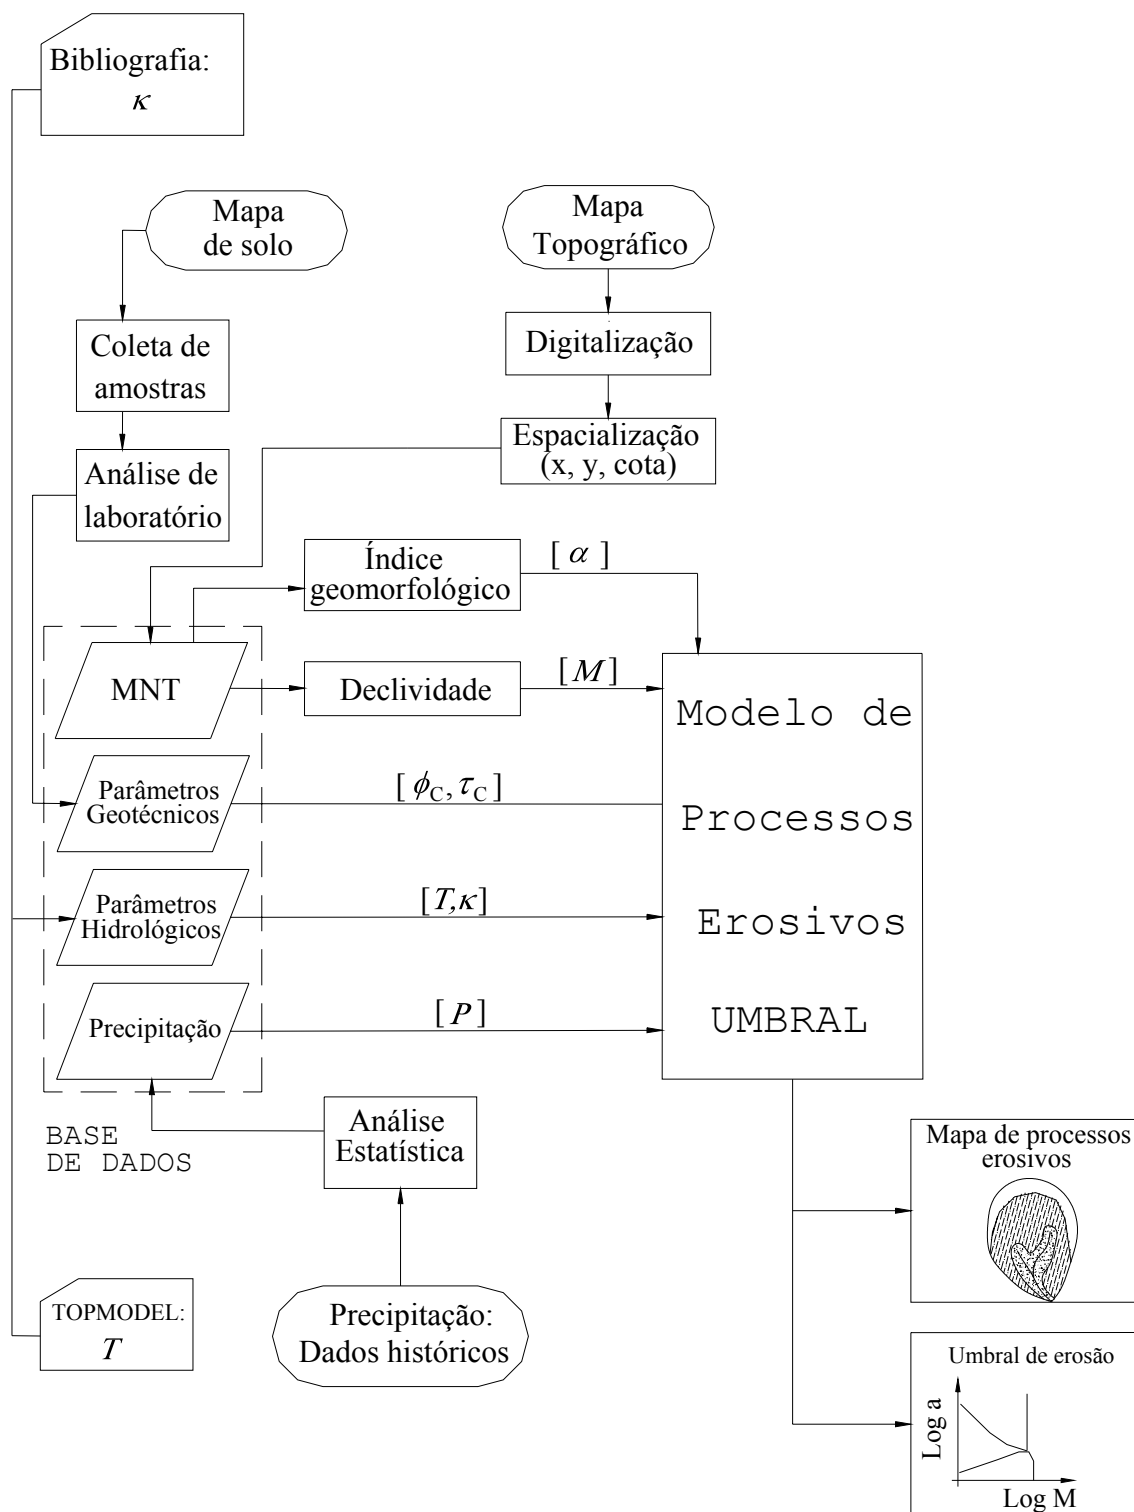 Bibliografia:
κ
Mapa
de solo
Mapa
Topográfico
Coleta de
amostras
Digitalização
Análise de
laboratório
Espacialização
(x, y, cota)
Índice
geomorfológico
[ α ]
MNT
Declividade
[M]
Parâmetros
Geotécnicos
[ϕC, τC]
Parâmetros
Hidrológicos
[T,κ]
Precipitação
[P]
Modelo de
Processos
Erosivos
UMBRAL
BASE
DE DADOS
Análise
Estatística
Mapa de processos
erosivos
TOPMODEL:
T
Precipitação:
Dados históricos
Umbral de erosão
Log a
Log M